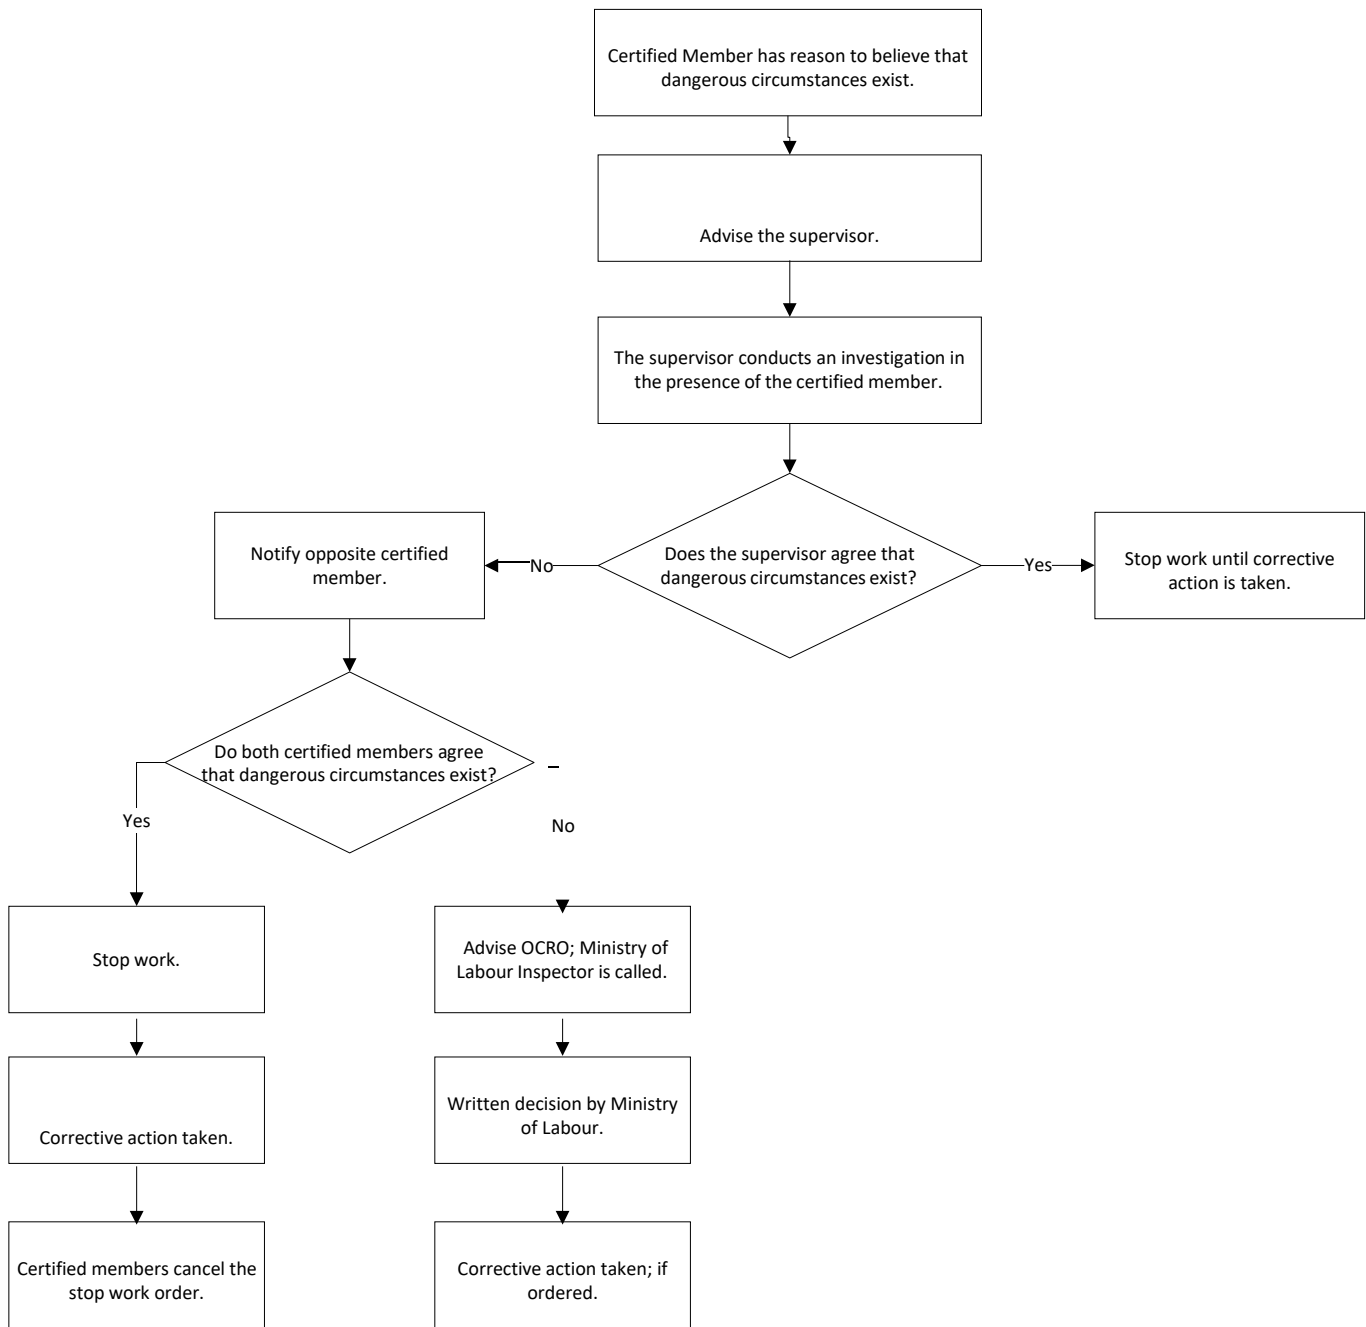 Certified Member has reason to believe that
dangerous circumstances exist.
Advise the supervisor.
The supervisor conducts an investigation in
the presence of the certified member.
Does the supervisor agree that
dangerous circumstances exist?
No
Yes
Notify opposite certified
member.
Stop work until corrective
action is taken.
Do both certified members agree
that dangerous circumstances exist?
Yes
No
Stop work.
Advise OCRO; Ministry of
Labour Inspector is called.
Corrective action taken.
Written decision by Ministry
of Labour.
Certified members cancel the
stop work order.
Corrective action taken; if
ordered.